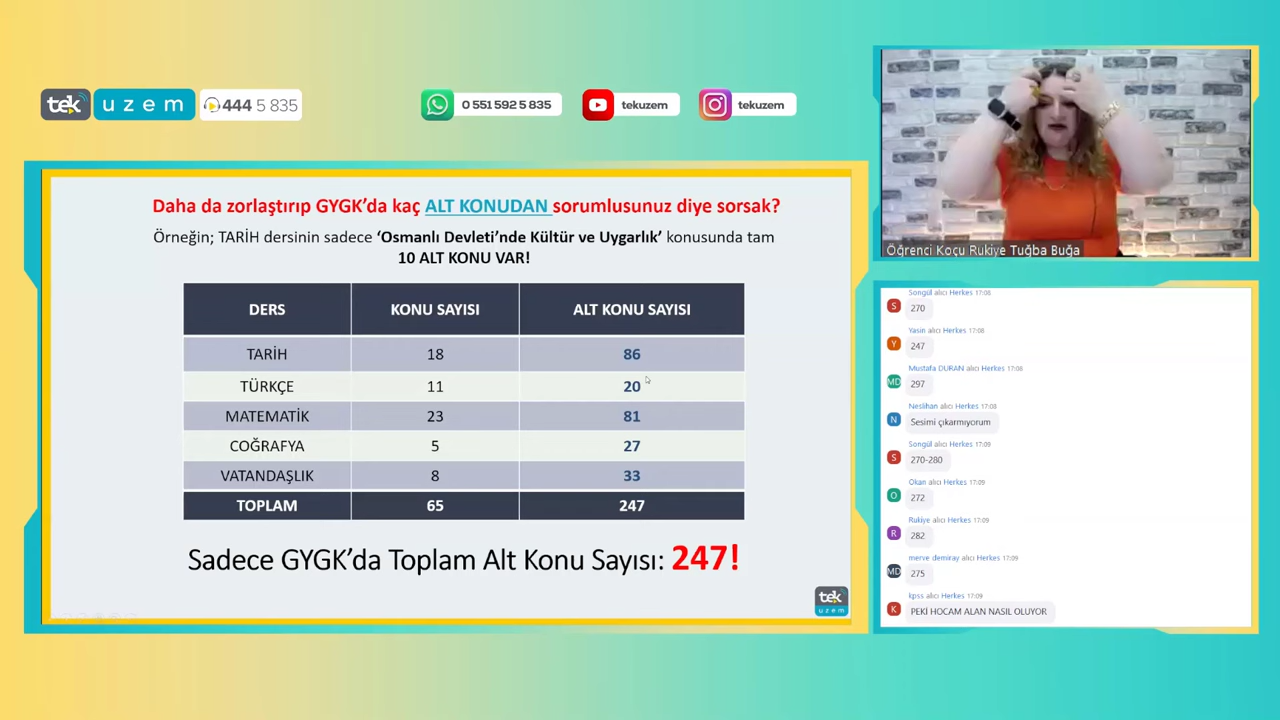 tek uzem 444 5 835
0 551 592 5 835
tekuzem
tekuzem
Daha da zorlaştırıp GYGK’da kaç ALT KONUDAN sorumlusunuz diye sorsak?
Örneğin; TARİH dersinin sadece ‘Osmanlı Devleti’nde Kültür ve Uygarlık’ konusunda tam
10 ALT KONU VAR!
DERS KONU SAYISI ALT KONU SAYISI
TARİH 18 86
TÜRKÇE 11 20
MATEMATİK 23 81
COĞRAFYA 5 27
VATANDAŞLIK 8 33
TOPLAM 65 247
Sadece GYGK’da Toplam Alt Konu Sayısı: 247!
tek
uzem
Öğrenci Koçu Rukiye Tuğba Buğa
Songül alıcı Herkes 17:08
S 270
Yasin alıcı Herkes 17:08
Y 247
Mustafa DURAN alıcı Herkes 17:08
MD 297
Neslihan alıcı Herkes 17:08
N Sesimi çıkarmıyorum
Songül alıcı Herkes 17:09
S 270-280
Okan alıcı Herkes 17:09
O 272
Rukiye alıcı Herkes 17:09
R 282
merve demiray alıcı Herkes 17:09
MD 275
kpss alıcı Herkes 17:09
K PEKİ HOCAM ALAN NASIL OLUYOR